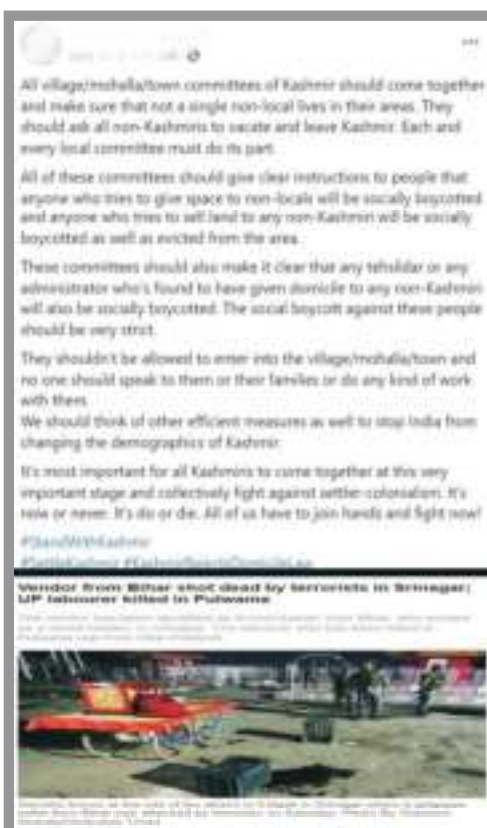 All village/mohalla/town committees of Kashmir should come together
and make sure that not a single non-local lives in their areas. They
should ask all non-Kashmiris to vacate and leave Kashmir. Each and
every local committee must do its part.
All of these committees should give clear instructions to people that
anyone who tries to give space to non-locals will be socially boycotted
and anyone who tries to sell land to any non-Kashmiri will be socially
boycotted as well as evicted from the area.
These committees should also make it clear that any tehsildar or any
administrator who's found to have given domicile to any non-Kashmiri
will also be socially boycotted. The social boycott against these people
should be very strict.
They shouldn't be allowed to enter into the village/mohalla/town and
no one should speak to them or their families or do any kind of work
with them.
We should think of other efficient measures as well to stop India from
changing the demographics of Kashmir.
It's most important for all Kashmiris to come together at this very
important stage and collectively fight against settler-colonialism. It's
now or never. It's do or die. All of us have to join hands and fight now!
#StandWithKashmir
Vendor from Bihar shot dead by terrorists in Srinagar;
UP labourer killed in Pulwama